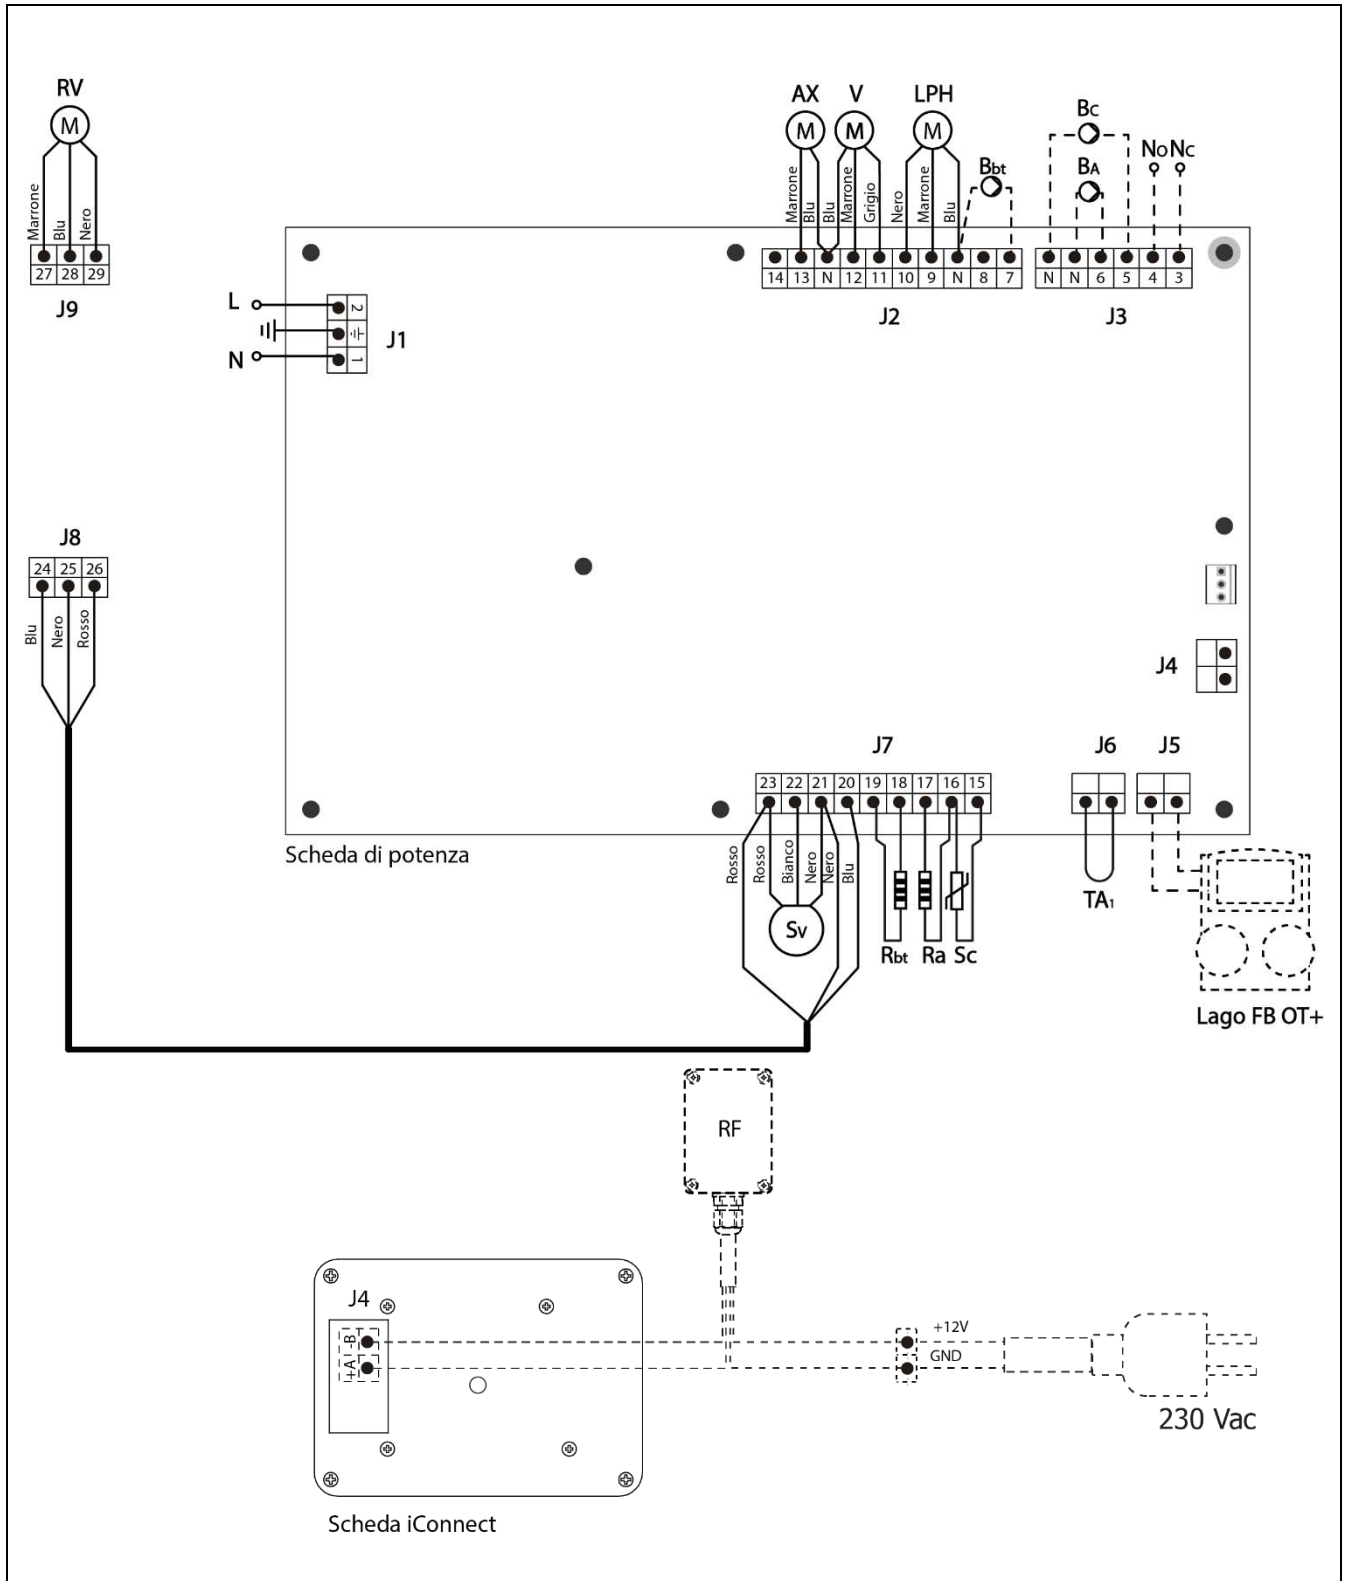 RV
M
Marrone
Blu
Nero
27 28 29
J9
AX V LPH
M M M
Bc
BA
No Nc
Bbt
Marrone
Blu
Blu
Marrone
Grigio
Nero
Marrone
Blu
14 13 N 12 11 10 9 N 8 7
J2
N N 6 5 4 3
J3
L
N
2
1
J1
J8
24 25 26
Blu
Nero
Rosso
J4
J7
23 22 21 20 19 18 17 16 15
J6
J5
Scheda di potenza
Rosso
Rosso
Bianco
Nero
Nero
Blu
Sv
Rbt Ra Sc
TA1
Lago FB OT+
RF
J4
-B
+A
+12V
GND
230 Vac
Scheda iConnect